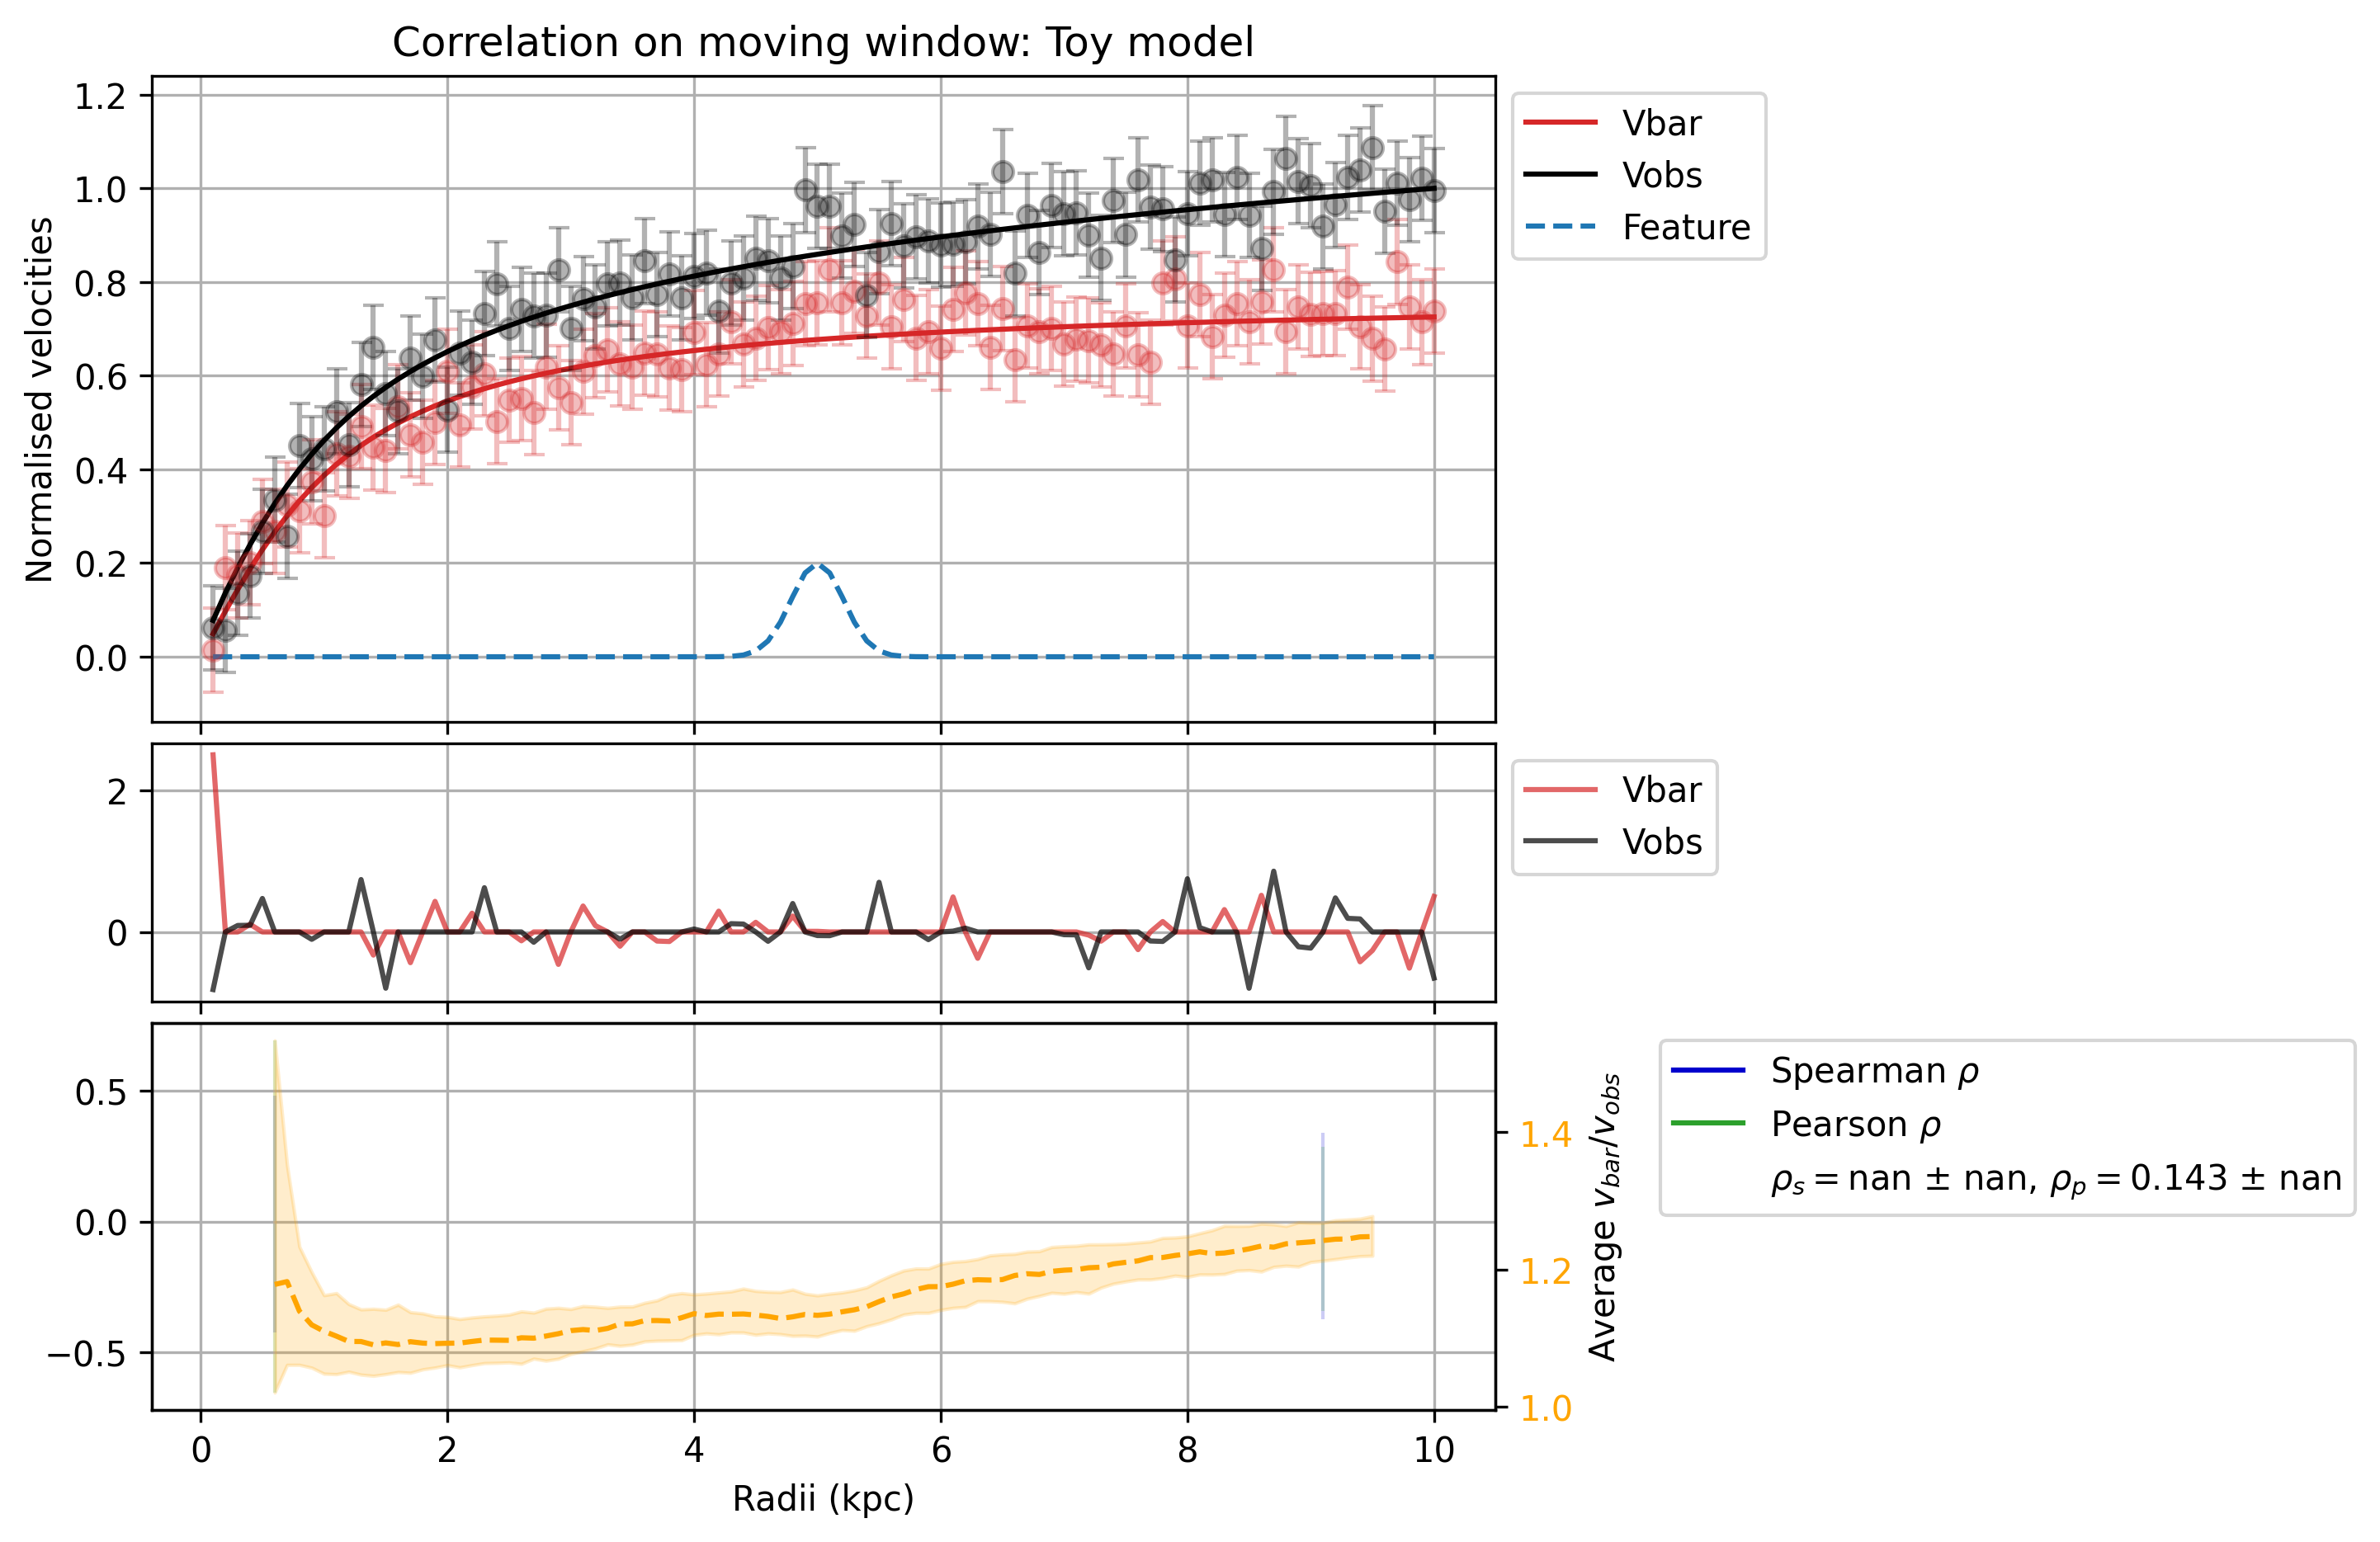 Correlation on moving window: Toy model
Normalised velocities
1.2
1.0
0.8
0.6
0.4
0.2
0.0
Vbar
Vobs
Feature
2
0
Vbar
Vobs
0.5
0.0
−0.5
1.4
1.2
1.0
Average v_bar/v_obs
Spearman ρ
Pearson ρ
ρ_s = nan ± nan, ρ_p = 0.143 ± nan
0 2 4 6 8 10
Radii (kpc)